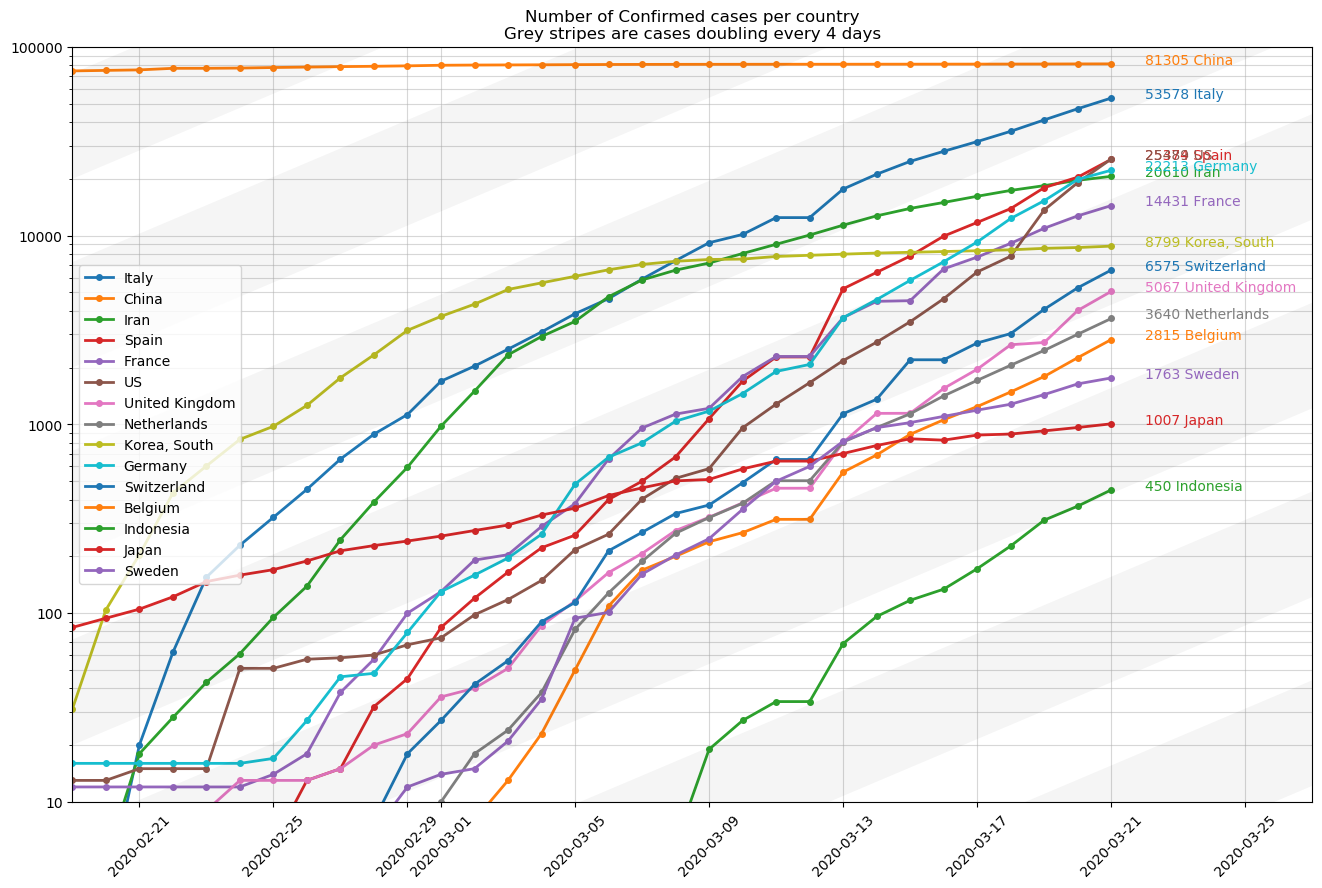 Number of Confirmed cases per country
Grey stripes are cases doubling every 4 days
100000
10000
1000
100
10
81305 China
53578 Italy
Spain
22213 Germany
20610 Iran
14431 France
8799 Korea, South
6575 Switzerland
5067 United Kingdom
3640 Netherlands
2815 Belgium
1763 Sweden
1007 Japan
450 Indonesia
Italy
China
Iran
Spain
France
US
United Kingdom
Netherlands
Korea, South
Germany
Switzerland
Belgium
Indonesia
Japan
Sweden
2020-02-21
2020-02-25
2020-02-29
2020-03-01
2020-03-05
2020-03-09
2020-03-13
2020-03-17
2020-03-21
2020-03-25